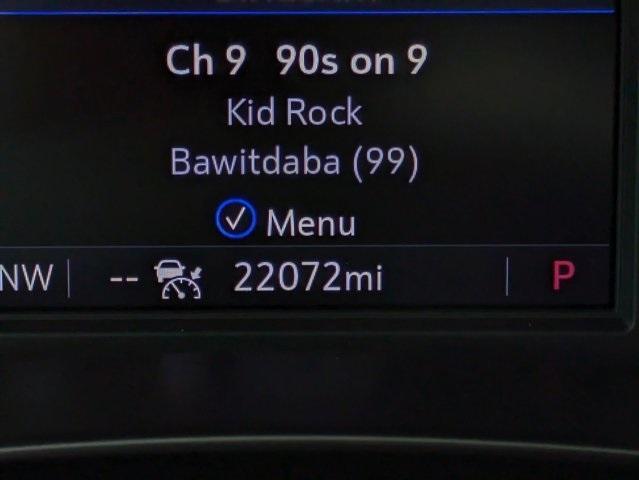 Ch 9 90s on 9
Kid Rock
Bawitdaba (99)
Menu
NW -- 22072mi P